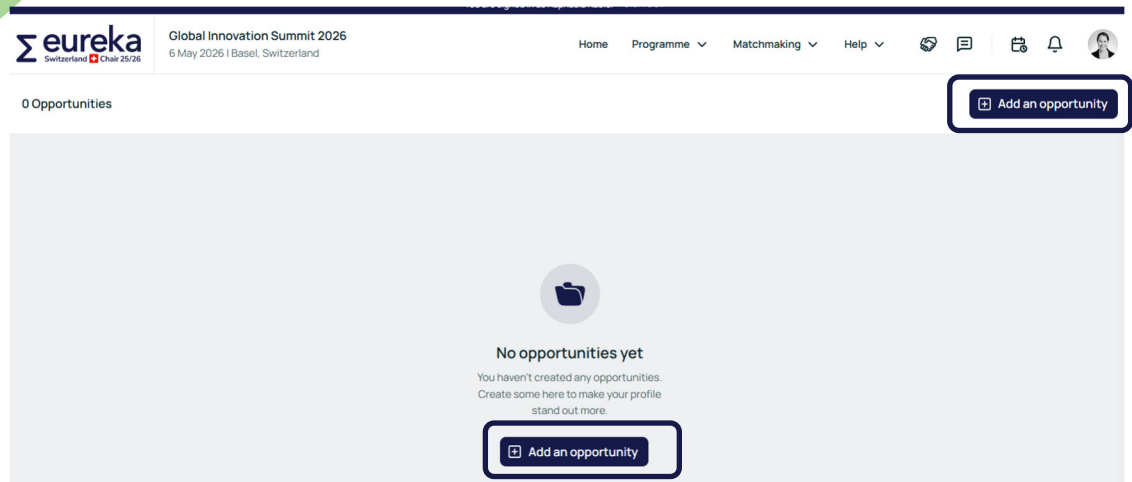 eureka
Switzerland Chair 25/26
Global Innovation Summit 2026
6 May 2026 | Basel, Switzerland
Home Programme Matchmaking Help
0 Opportunities
Add an opportunity
No opportunities yet
You haven't created any opportunities.
Create some here to make your profile
stand out more.
Add an opportunity